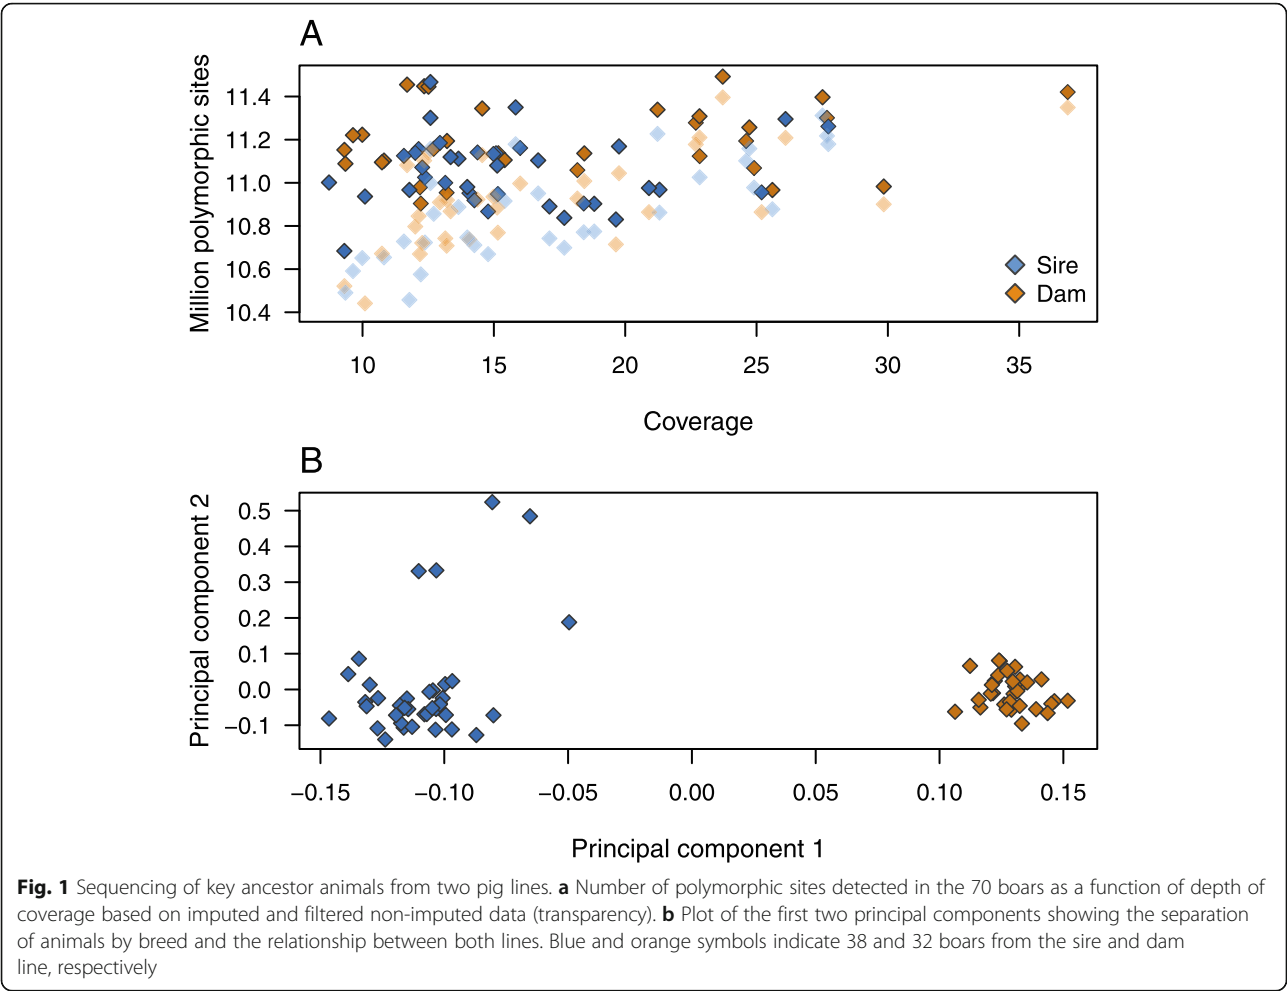 A
Million polymorphic sites
11.4
11.2
11.0
10.8
10.6
10.4
Sire
Dam
10 15 20 25 30 35
Coverage
B
Principal component 2
0.5
0.4
0.3
0.2
0.1
0.0
−0.1
−0.15 −0.10 −0.05 0.00 0.05 0.10 0.15
Principal component 1
Fig. 1 Sequencing of key ancestor animals from two pig lines. a Number of polymorphic sites detected in the 70 boars as a function of depth of
coverage based on imputed and filtered non-imputed data (transparency). b Plot of the first two principal components showing the separation
of animals by breed and the relationship between both lines. Blue and orange symbols indicate 38 and 32 boars from the sire and dam
line, respectively